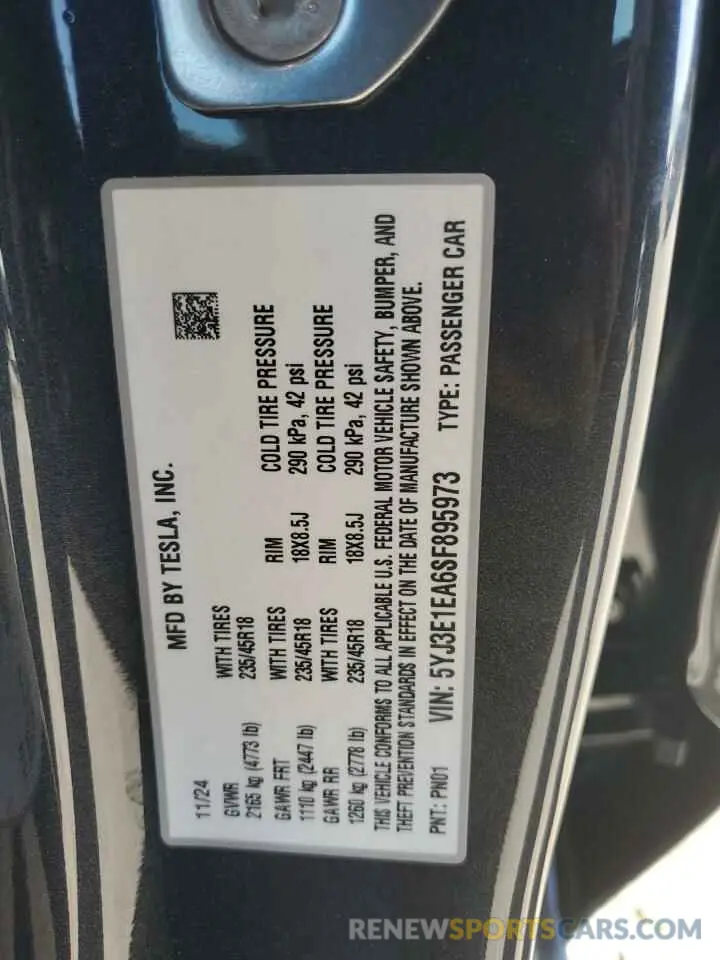 MFD BY TESLA, INC.
11/24
GVWR WITH TIRES RIM COLD TIRE PRESSURE
2165 kg (4773 lb) 235/45R18
GAWR FRT WITH TIRES RIM COLD TIRE PRESSURE
1110 kg (2447 lb) 235/45R18 18X8.5J 290 kPa, 42 psi
GAWR RR WITH TIRES RIM COLD TIRE PRESSURE
1260 kg (2778 lb) 235/45R18 18X8.5J 290 kPa, 42 psi
THIS VEHICLE CONFORMS TO ALL APPLICABLE U.S. FEDERAL MOTOR VEHICLE SAFETY, BUMPER, AND
THEFT PREVENTION STANDARDS IN EFFECT ON THE DATE OF MANUFACTURE SHOWN ABOVE.
PNT.: PN01 VIN: 5YJ3E1EA6SF895973 TYPE: PASSENGER CAR
RENEWSPORTSCARS.COM